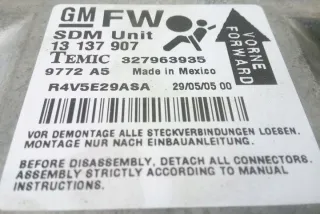 GM FW
SDM Unit
13 137 907
TEMIC 327963935
9772 A5 Made in Mexico
R4V5E29ASA 29/05/05 00
VORNE
FORWARD
VOR DEMONTAGE ALLE STECKVERBINDUNGEN LOESEN.
MONTAGE NUR NACH EINBAUANLEITUNG.
BEFORE DISASSEMBLY, DETACH ALL CONNECTORS.
ASSEMBLY STRICTLY ACCORDING TO MANUAL
INSTRUCTIONS.